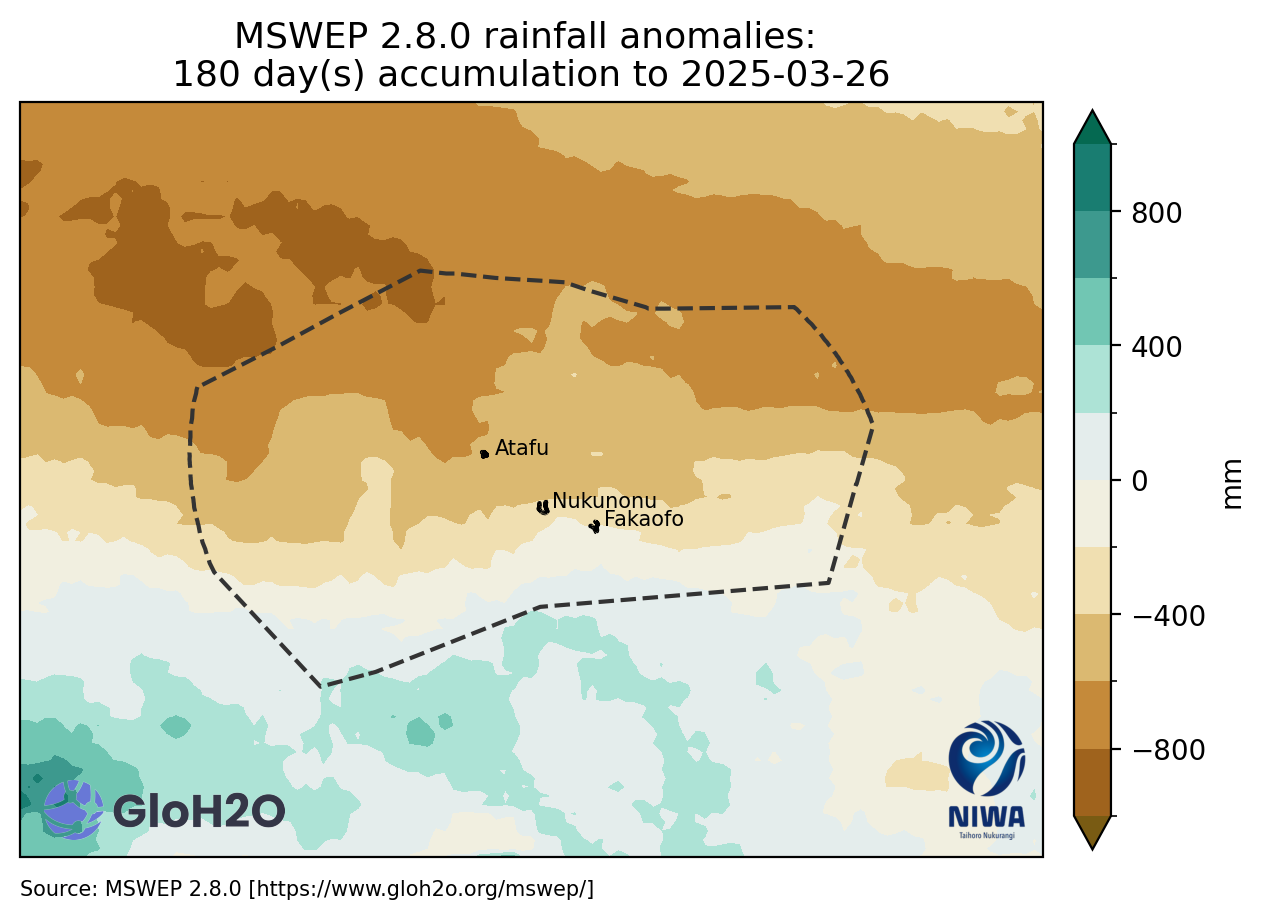 MSWEP 2.8.0 rainfall anomalies:
180 day(s) accumulation to 2025-03-26
800
400
0
−400
−800
mm
Atafu
Nukunonu
Fakaofo
GloH2O
NIWA
Taihoro Nukurangi
Source: MSWEP 2.8.0 [https://www.gloh2o.org/mswep/]